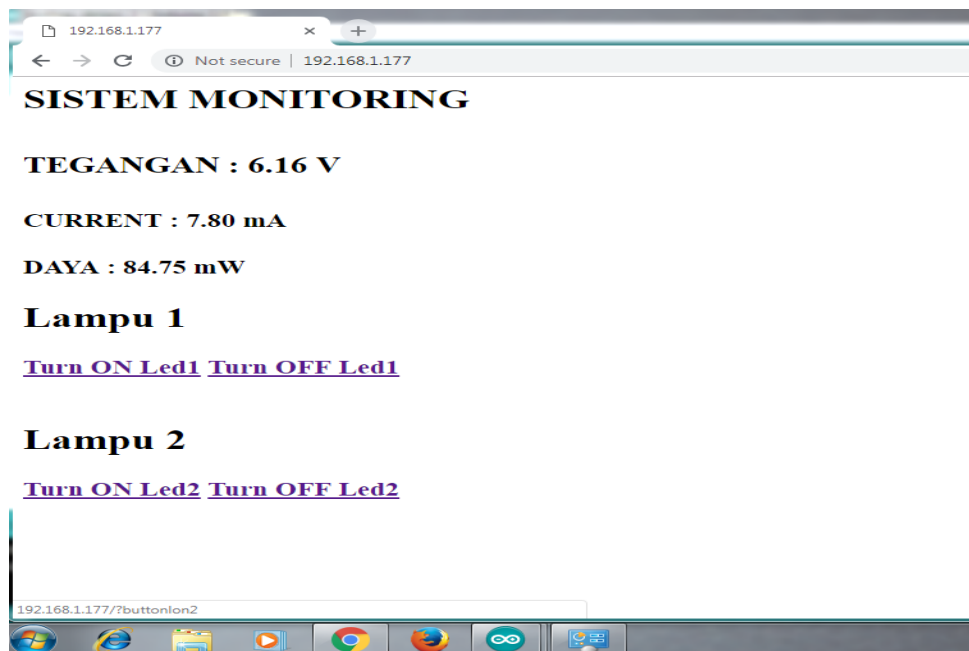 192.168.1.177
Not secure | 192.168.1.177
SISTEM MONITORING
TEGANGAN : 6.16 V
CURRENT : 7.80 mA
DAYA : 84.75 mW
Lampu 1
Turn ON Led1 Turn OFF Led1
Lampu 2
Turn ON Led2 Turn OFF Led2
192.168.1.177/?buttonlon2